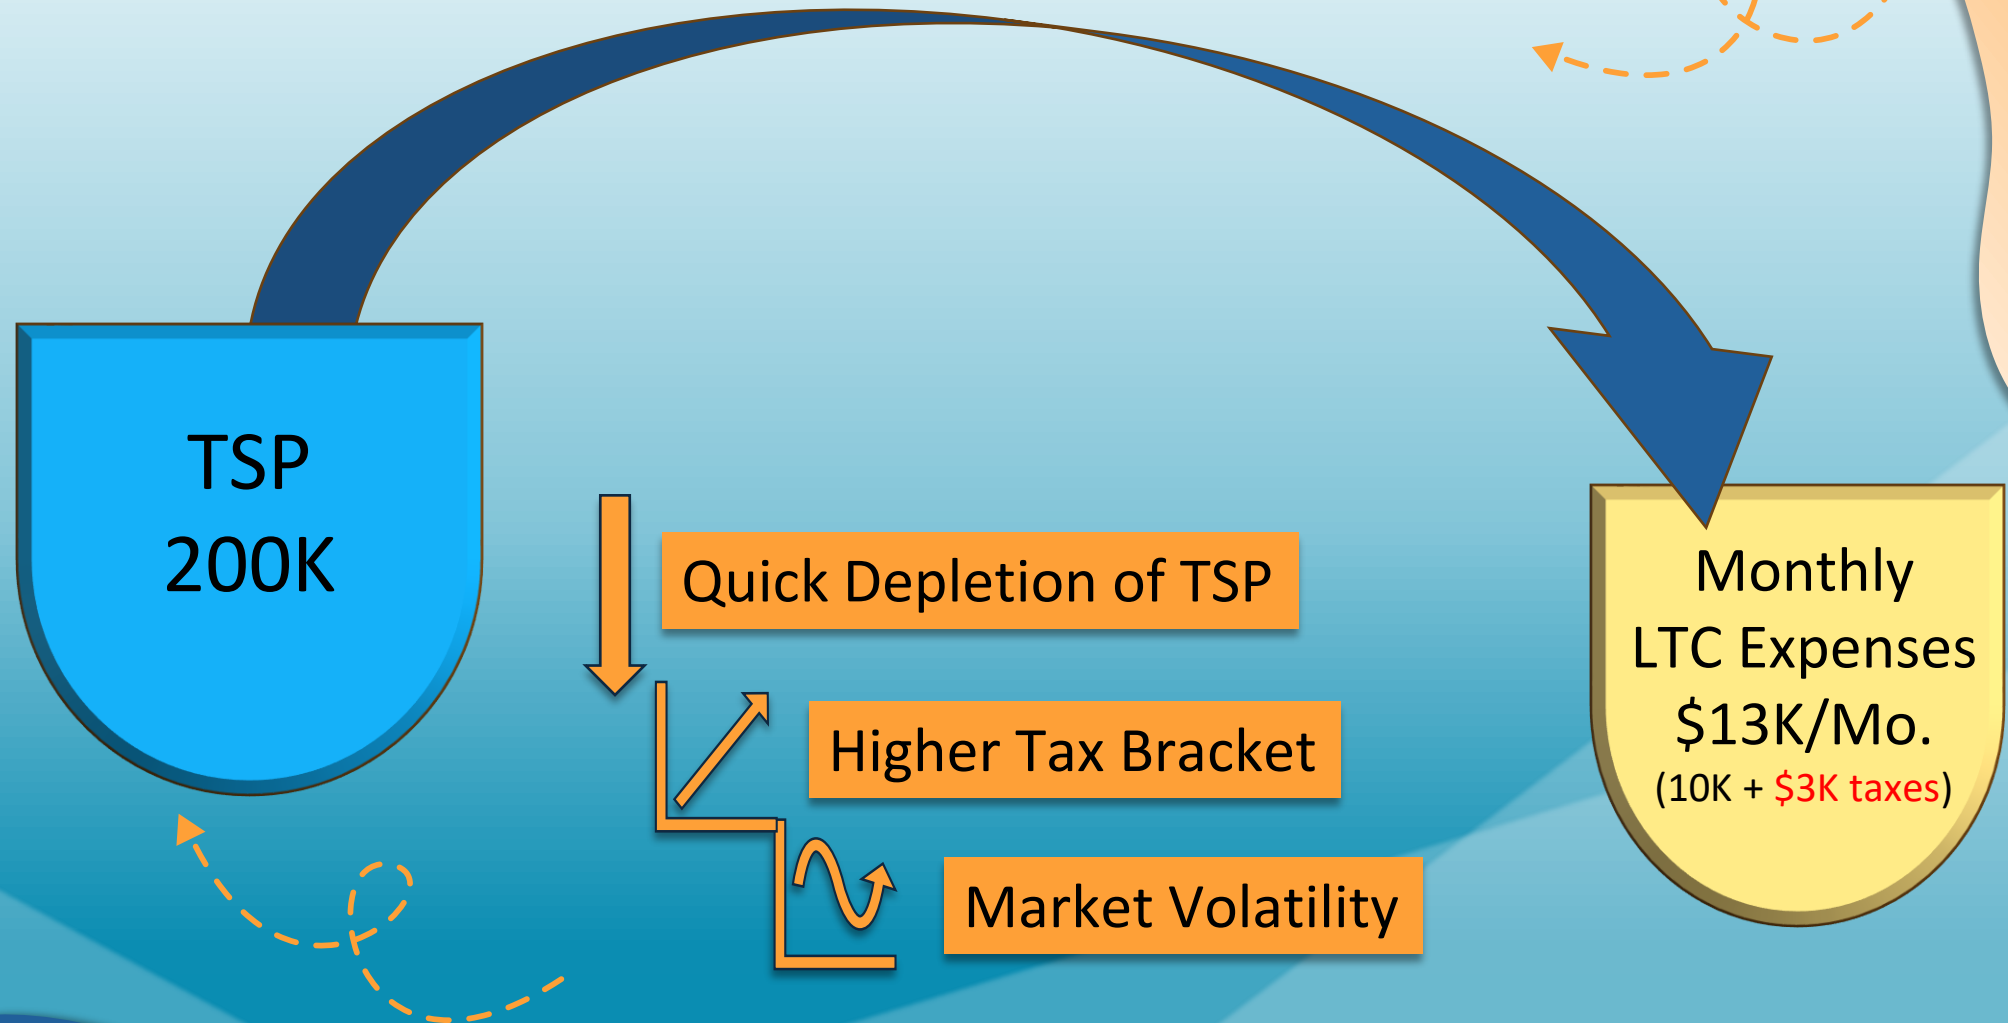 TSP
200K
Quick Depletion of TSP
Higher Tax Bracket
Market Volatility
Monthly
LTC Expenses
$13K/Mo.
(10K + $3K taxes)